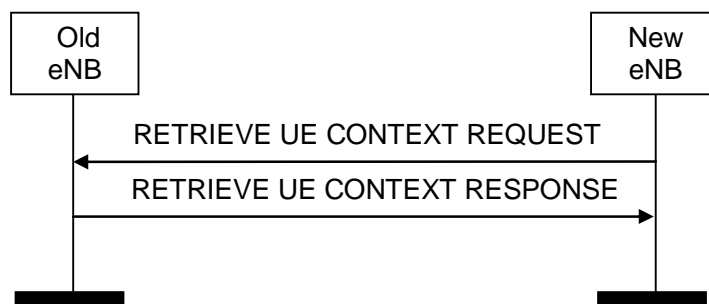 Old
eNB
New
eNB
RETRIEVE UE CONTEXT REQUEST
RETRIEVE UE CONTEXT RESPONSE